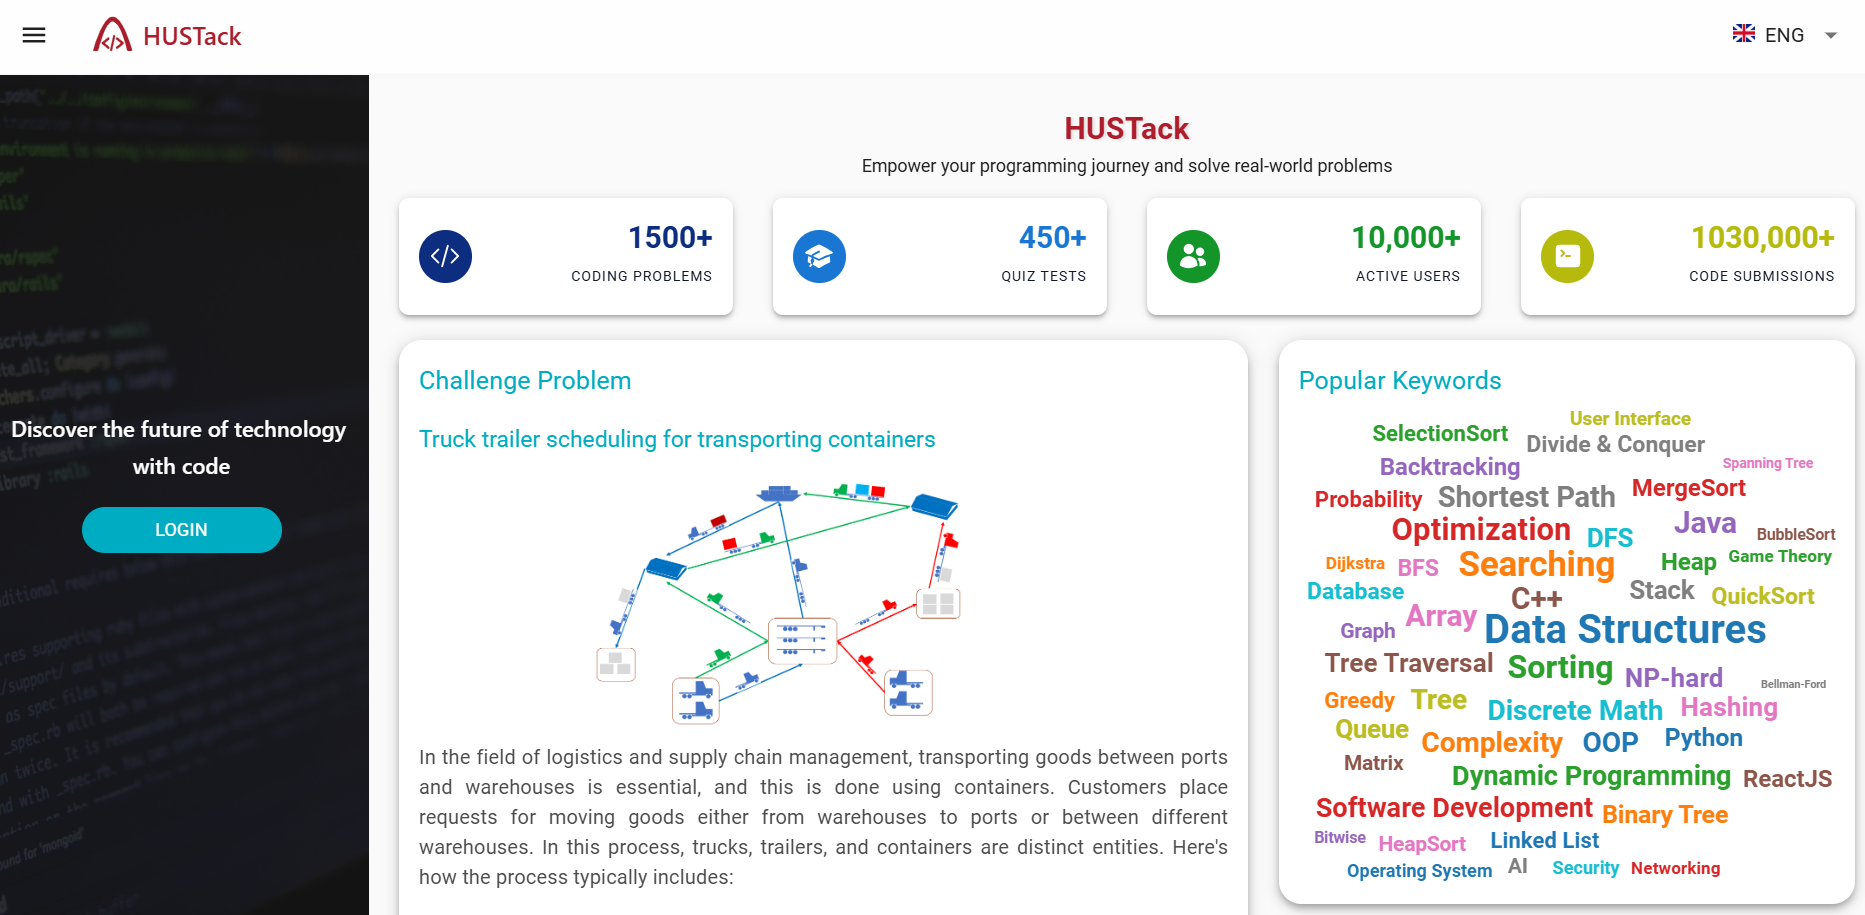 HUSTack
ENG
Discover the future of technology
with code
LOGIN
HUSTack
Empower your programming journey and solve real-world problems
1500+
CODING PROBLEMS
450+
QUIZ TESTS
10,000+
ACTIVE USERS
1030,000+
CODE SUBMISSIONS
Challenge Problem
Truck trailer scheduling for transporting containers
In the field of logistics and supply chain management, transporting goods between ports
and warehouses is essential, and this is done using containers. Customers place
requests for moving goods either from warehouses to ports or between different
warehouses. In this process, trucks, trailers, and containers are distinct entities. Here's
how the process typically includes:
Popular Keywords
User Interface
SelectionSort
Divide & Conquer
Backtracking
Spanning Tree
Probability
Shortest Path
MergeSort
Optimization
DFS
Java
BubbleSort
Dijkstra
BFS
Searching
Heap
Game Theory
Database
C++
Stack
QuickSort
Graph
Array
Data Structures
Tree Traversal
Sorting
NP-hard
Bellman-Ford
Greedy
Tree
Discrete Math
Hashing
Queue
Complexity
OOP
Python
Matrix
Dynamic Programming
ReactJS
Software Development
Binary Tree
Bitwise
HeapSort
Linked List
Operating System
AI
Security
Networking